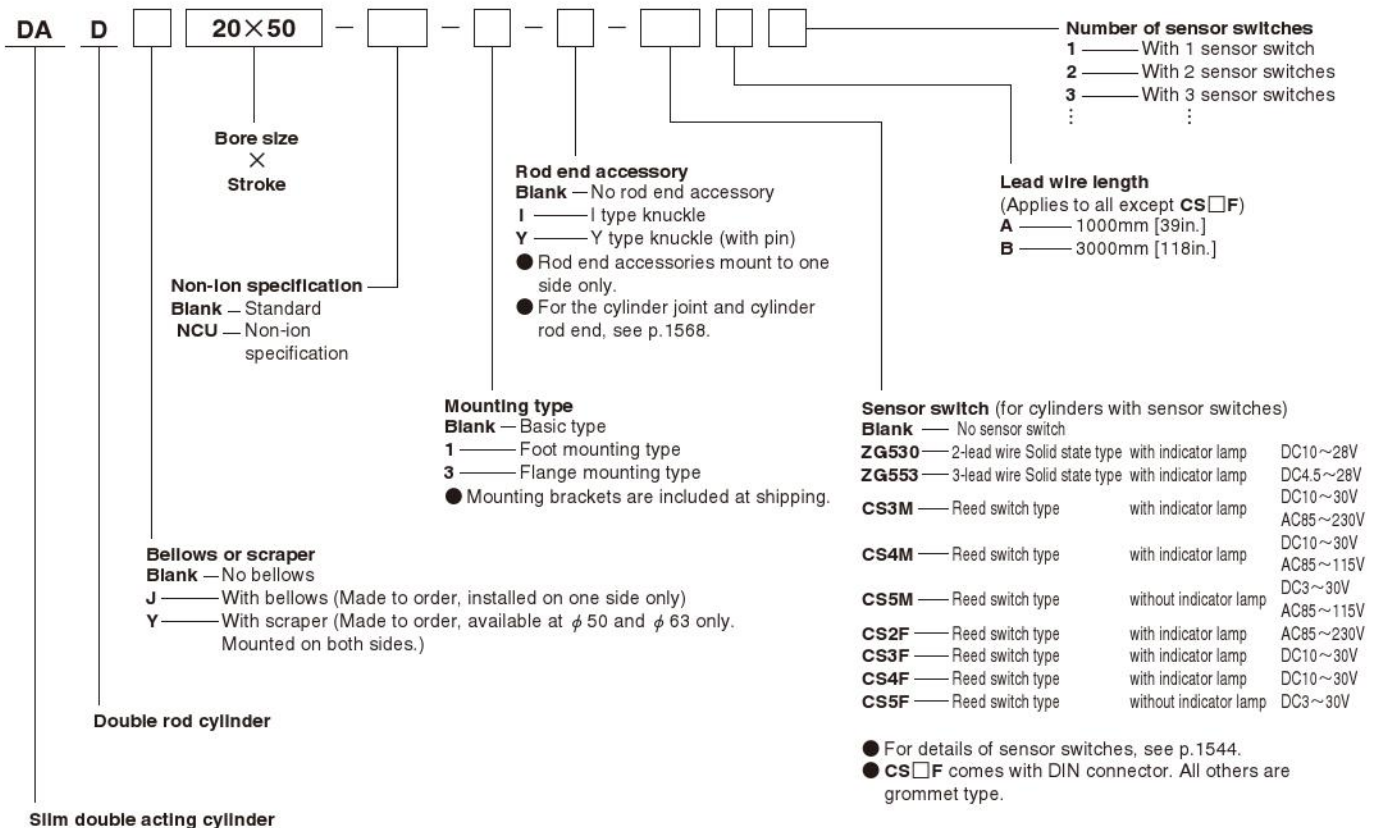 DA D □ 20×50 − □ − □ − □ − □ □ □
Number of sensor switches
1 — With 1 sensor switch
2 — With 2 sensor switches
3 — With 3 sensor switches
⋮ ⋮
Bore size
×
Stroke
Rod end accessory
Blank — No rod end accessory
I — I type knuckle
Y — Y type knuckle (with pin)
● Rod end accessories mount to one
side only.
● For the cylinder joint and cylinder
rod end, see p.1568.
Lead wire length
(Applies to all except CS□F)
A — 1000mm [39in.]
B — 3000mm [118in.]
Non-ion specification
Blank — Standard
NCU — Non-ion
specification
Mounting type
Blank — Basic type
1 — Foot mounting type
3 — Flange mounting type
● Mounting brackets are included at shipping.
Sensor switch (for cylinders with sensor switches)
Blank — No sensor switch
ZG530 — 2-lead wire Solid state type with indicator lamp DC10~28V
ZG553 — 3-lead wire Solid state type with indicator lamp DC4.5~28V
CS3M — Reed switch type with indicator lamp DC10~30V
AC85~230V
CS4M — Reed switch type with indicator lamp DC10~30V
AC85~115V
CS5M — Reed switch type without indicator lamp DC3~30V
AC85~115V
CS2F — Reed switch type with indicator lamp AC85~230V
CS3F — Reed switch type with indicator lamp DC10~30V
CS4F — Reed switch type with indicator lamp DC10~30V
CS5F — Reed switch type without indicator lamp DC3~30V
● For details of sensor switches, see p.1544.
● CS□F comes with DIN connector. All others are
grommet type.
Bellows or scraper
Blank — No bellows
J — With bellows (Made to order, installed on one side only)
Y — With scraper (Made to order, available at φ50 and φ63 only.
Mounted on both sides.)
Double rod cylinder
Slim double acting cylinder